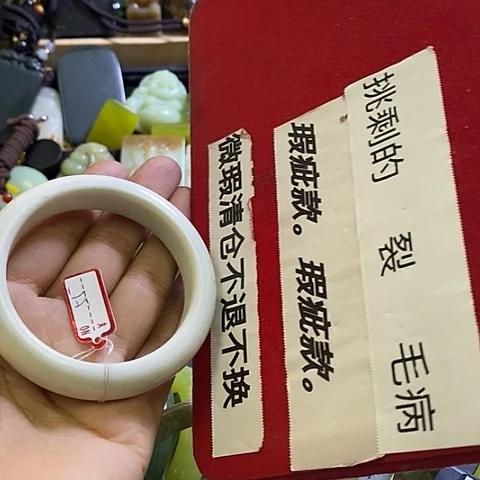 挑剩的 裂 毛病
瑕疵款。瑕疵款。
微瑕清仓不退不换